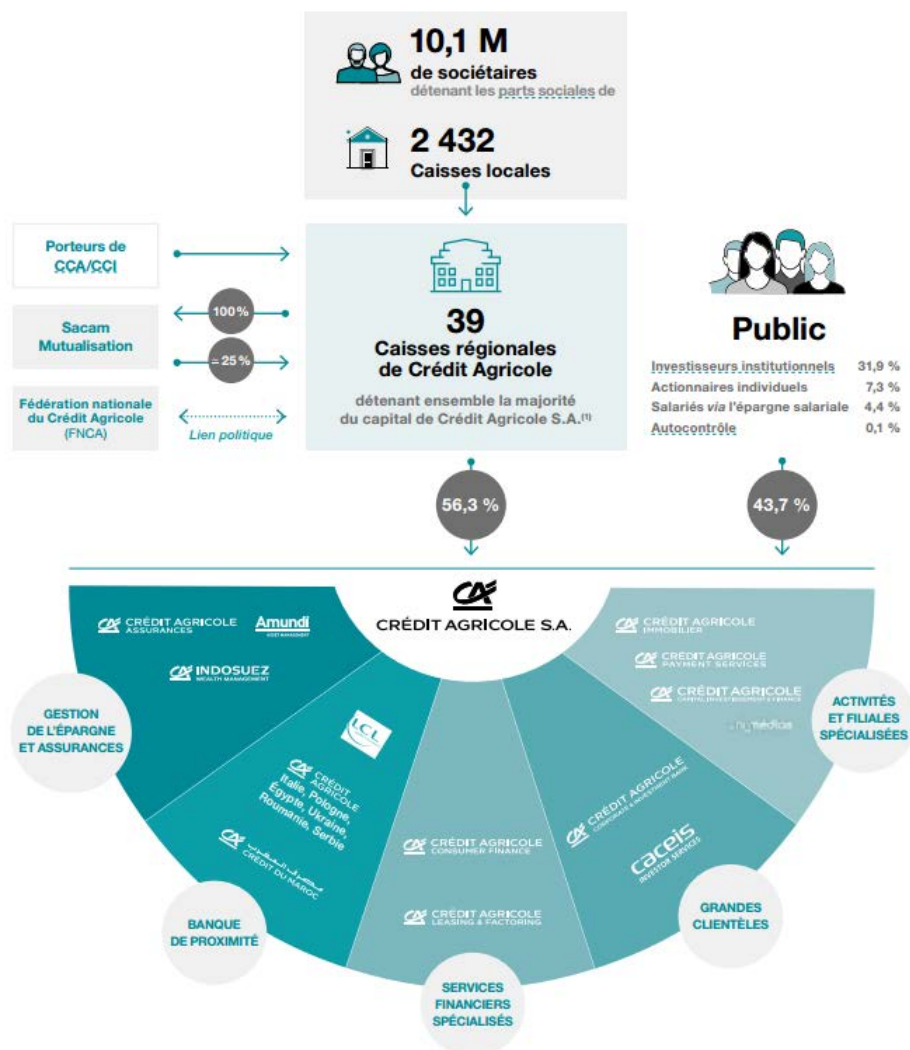 10,1 M
de sociétaires
détenant les parts sociales de
2 432
Caisses locales
Porteurs de
CCA/CCI
Sacam
Mutualisation
Fédération nationale
du Crédit Agricole
(FNCA)
100 %
= 25 %
Lien politique
39
Caisses régionales
de Crédit Agricole
détenant ensemble la majorité
du capital de Crédit Agricole S.A.(1)
Public
Investisseurs institutionnels 31,9 %
Actionnaires individuels 7,3 %
Salariés via l'épargne salariale 4,4 %
Autocontrôle 0,1 %
56,3 %
43,7 %
CRÉDIT AGRICOLE S.A.
CRÉDIT AGRICOLE
ASSURANCES
Amundi
ASSET MANAGEMENT
INDOSUEZ
WEALTH MANAGEMENT
GESTION
DE L'ÉPARGNE
ET ASSURANCES
LCL
CRÉDIT
AGRICOLE
Italie, Pologne,
Égypte, Ukraine,
Roumanie, Serbie
مصرف المغرب
CRÉDIT DU MAROC
BANQUE
DE PROXIMITÉ
CRÉDIT AGRICOLE
CONSUMER FINANCE
CRÉDIT AGRICOLE
LEASING & FACTORING
SERVICES
FINANCIERS
SPÉCIALISÉS
CRÉDIT AGRICOLE
CORPORATE & INVESTMENT BANK
caceis
INVESTOR SERVICES
GRANDES
CLIENTÈLES
CRÉDIT AGRICOLE
IMMOBILIER
CRÉDIT AGRICOLE
PAYMENT SERVICES
CRÉDIT AGRICOLE
CAPITAL INVESTISSEMENT & FINANCE
ACTIVITÉS
ET FILIALES
SPÉCIALISÉES